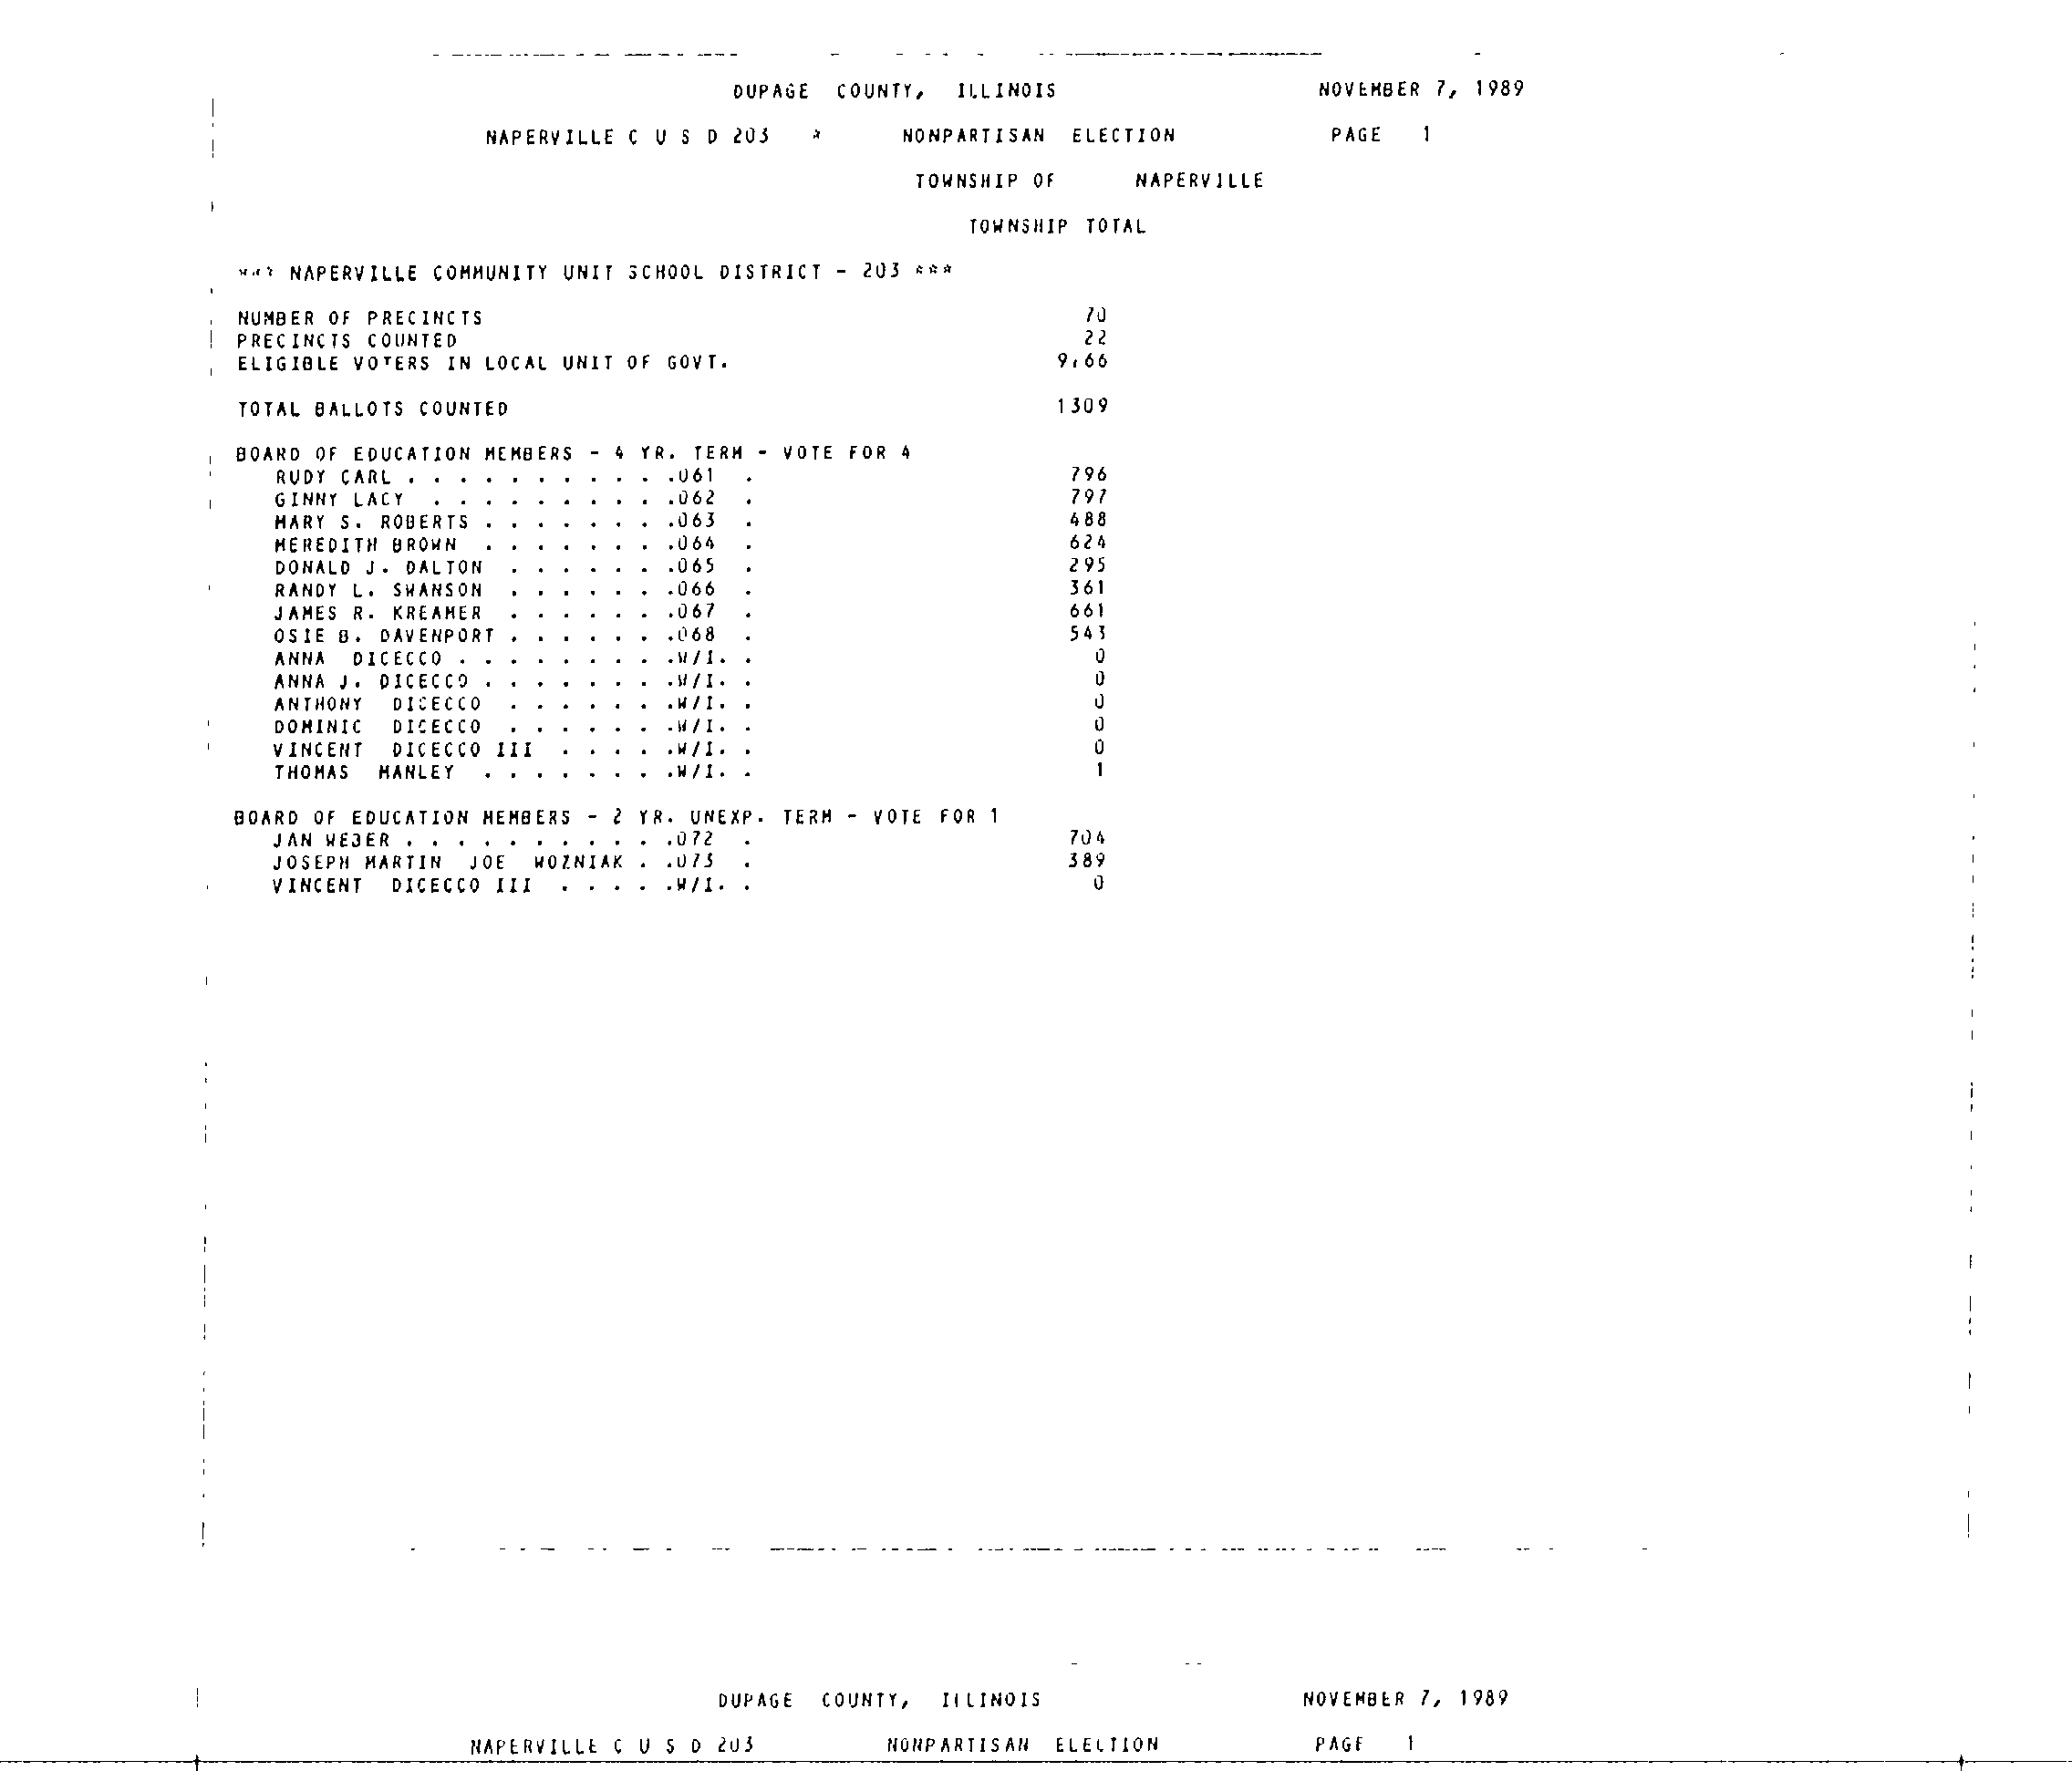 DUPAGE COUNTY, ILLINOIS NOVEMBER 7, 1989
NAPERVILLE C U S D 203 * NONPARTISAN ELECTION PAGE 1
TOWNSHIP OF NAPERVILLE
TOWNSHIP TOTAL
*** NAPERVILLE COMMUNITY UNIT SCHOOL DISTRICT - 203 ***
NUMBER OF PRECINCTS 70
PRECINCTS COUNTED 22
ELIGIBLE VOTERS IN LOCAL UNIT OF GOVT.
TOTAL BALLOTS COUNTED 1309
BOARD OF EDUCATION MEMBERS - 4 YR. TERM - VOTE FOR 4
RUDY CARL . . . . . . . . . . .061 . 796
GINNY LACY . . . . . . . . . .062 . 797
MARY S. ROBERTS . . . . . . . .063 . 488
MEREDITH BROWN . . . . . . . .064 . 624
DONALD J. DALTON . . . . . . .065 . 295
RANDY L. SWANSON . . . . . . .066 . 361
JAMES R. KREAMER . . . . . . .067 . 661
OSIE B. DAVENPORT . . . . . . .068 . 543
ANNA DICECCO . . . . . . . . .W/I. . 0
ANNA J. DICECCO . . . . . . . .W/I. . 0
ANTHONY DICECCO . . . . . . .W/I. . 0
DOMINIC DICECCO . . . . . . .W/I. . 0
VINCENT DICECCO III . . . . .W/I. . 0
THOMAS MANLEY . . . . . . . .W/I. . 1
BOARD OF EDUCATION MEMBERS - 2 YR. UNEXP. TERM - VOTE FOR 1
JAN WEBER . . . . . . . . . . .072 . 704
JOSEPH MARTIN JOE WOZNIAK . .073 . 389
VINCENT DICECCO III . . . . .W/I. . 0
DUPAGE COUNTY, ILLINOIS NOVEMBER 7, 1989
NAPERVILLE C U S D 203 NONPARTISAN ELECTION PAGE 1